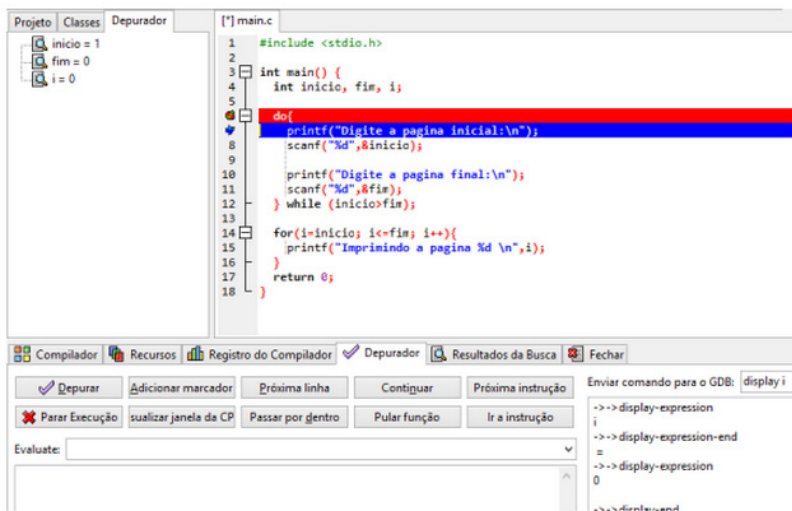 Projeto Classes Depurador
[*] main.c
inicio = 1
fim = 0
i = 0
1 #include <stdio.h>
2
3 int main() {
4 int inicio, fim, i;
5
do{
printf("Digite a pagina inicial:\n");
8 scanf("%d",&inicio);
9
10 printf("Digite a pagina final:\n");
11 scanf("%d",&fim);
12 } while (inicio>fim);
13
14 for(i=inicio; i<=fim; i++){
15 printf("Imprimindo a pagina %d \n",i);
16 }
17 return 0;
18 }
Compilador Recursos Registro do Compilador Depurador Resultados da Busca Fechar
Depurar Adicionar marcador Próxima linha Continuar Próxima instrução
Parar Execução sualizar janela da CP Passar por dentro Pular função Ir a instrução
Evaluate:
Enviar comando para o GDB: display i
->->display-expression
i
->->display-expression-end
=
->->display-expression
0
->->display-end